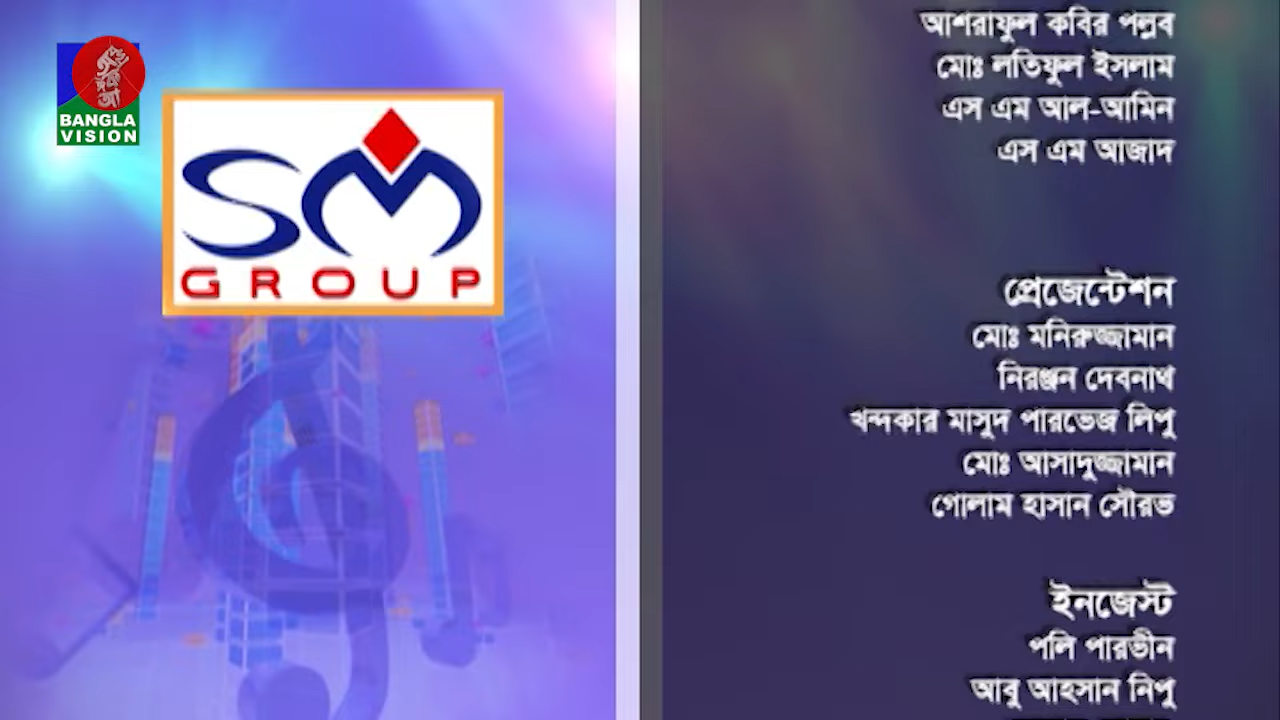 BANGLA
VISION
SM
GROUP
আশরাফুল কবির পল্লব
মোঃ লতিফুল ইসলাম
এস এম আল-আমিন
এস এম আজাদ
প্রেজেন্টেশন
মোঃ মনিরুজ্জামান
নিরঞ্জন দেবনাথ
খন্দকার মাসুদ পারভেজ লিপু
মোঃ আসাদুজ্জামান
গোলাম হাসান সৌরভ
ইনজেস্ট
পলি পারভীন
আবু আহসান নিপু